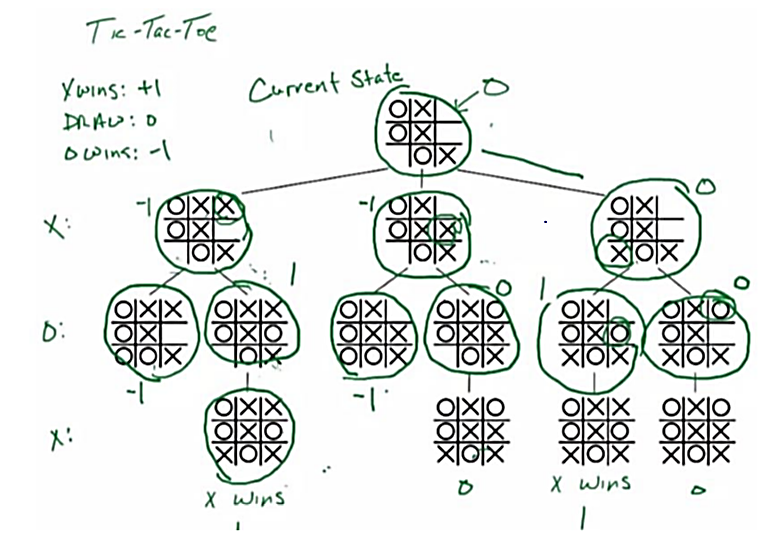 Tic-Tac-Toe
X wins: +1
DRAW: 0
O wins: -1
Current State
0
O X
O X
O X
X:
-1
O X X
O X
O X
-1
O X
O X X
O X
0
O X
O X
X O X
O:
O X X
O X
O O X
-1
1
O X X
O X O
O X
O X
O X X
O O X
-1
0
O X O
O X X
O X
1
O X
O X O
X O X
0
O X O
O X
X O X
X:
O X X
O X O
X O X
X wins
1
O X O
O X X
X O X
0
O X X
O X O
X O X
X wins
1
O X O
O X X
X O X
0